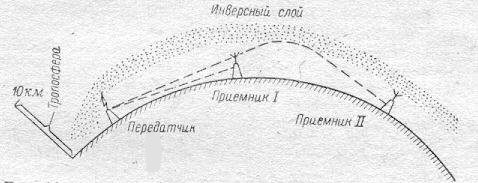 Инверсный слой
10 км
Тропосфера
Передатчик
Приемник I
Приемник II